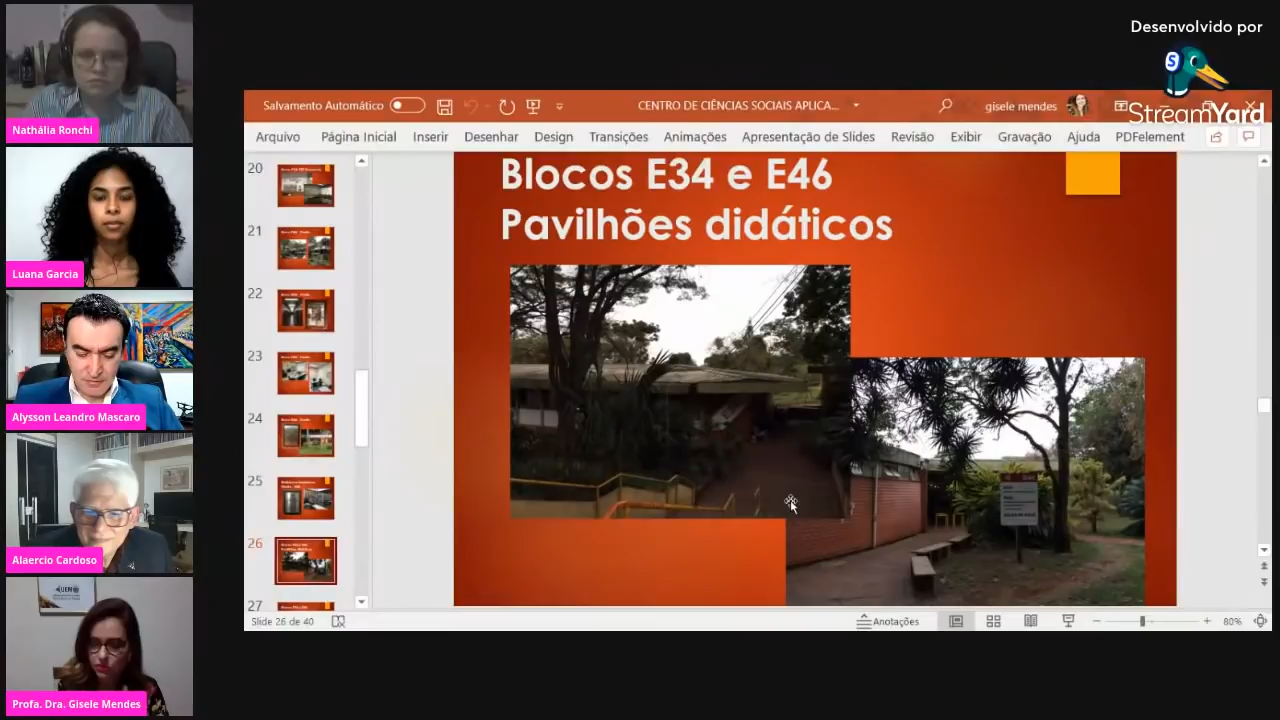 Desenvolvido por
S
StreamYard
Nathália Ronchi
Luana Garcia
Alysson Leandro Mascaro
UEM
Alaercio Cardoso
Profa. Dra. Gisele Mendes
Salvamento Automático
CENTRO DE CIÊNCIAS SOCIAIS APLICA...
gisele mendes
Arquivo Página Inicial Inserir Desenhar Design Transições Animações Apresentação de Slides Revisão Exibir Gravação Ajuda PDFelement
20
21
22
23
24
25
26
27
Blocos E34 e E46
Pavilhões didáticos
Slide 26 de 40
Anotações
80%